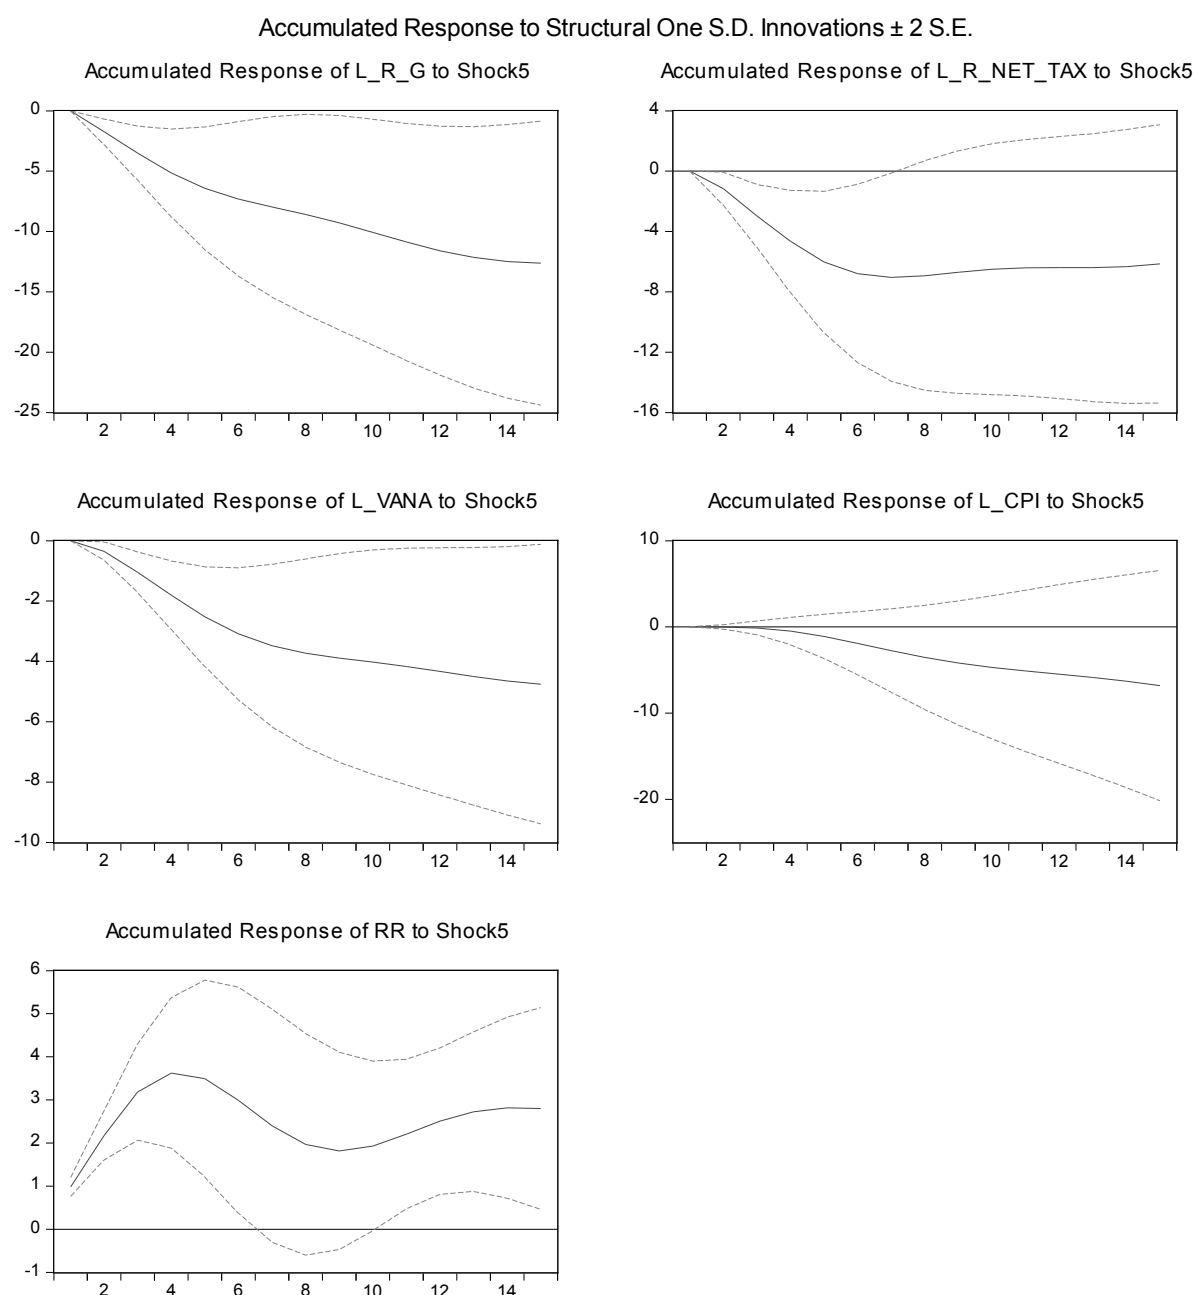 Accumulated Response to Structural One S.D. Innovations ± 2 S.E.
Accumulated Response of L_R_G to Shock5
0
-5
-10
-15
-20
-25
2 4 6 8 10 12 14
Accumulated Response of L_R_NET_TAX to Shock5
4
0
-4
-8
-12
-16
2 4 6 8 10 12 14
Accumulated Response of L_VANA to Shock5
0
-2
-4
-6
-8
-10
2 4 6 8 10 12 14
Accumulated Response of L_CPI to Shock5
10
0
-10
-20
2 4 6 8 10 12 14
Accumulated Response of RR to Shock5
6
5
4
3
2
1
0
-1
2 4 6 8 10 12 14